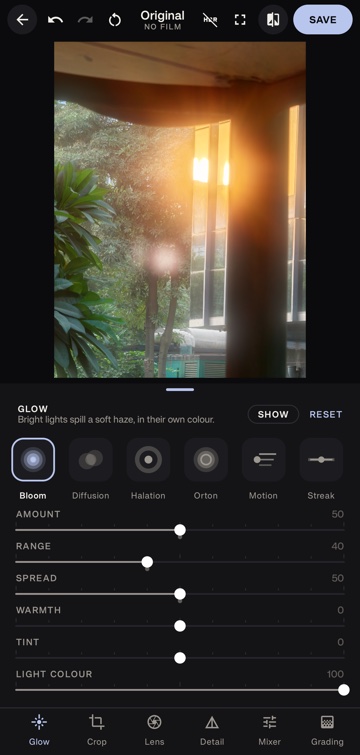 Original
NO FILM
HDR
SAVE
GLOW
Bright lights spill a soft haze, in their own colour.
SHOW
RESET
Bloom
Diffusion
Halation
Orton
Motion
Streak
AMOUNT
50
RANGE
40
SPREAD
50
WARMTH
0
TINT
0
LIGHT COLOUR
100
Glow
Crop
Lens
Detail
Mixer
Grading